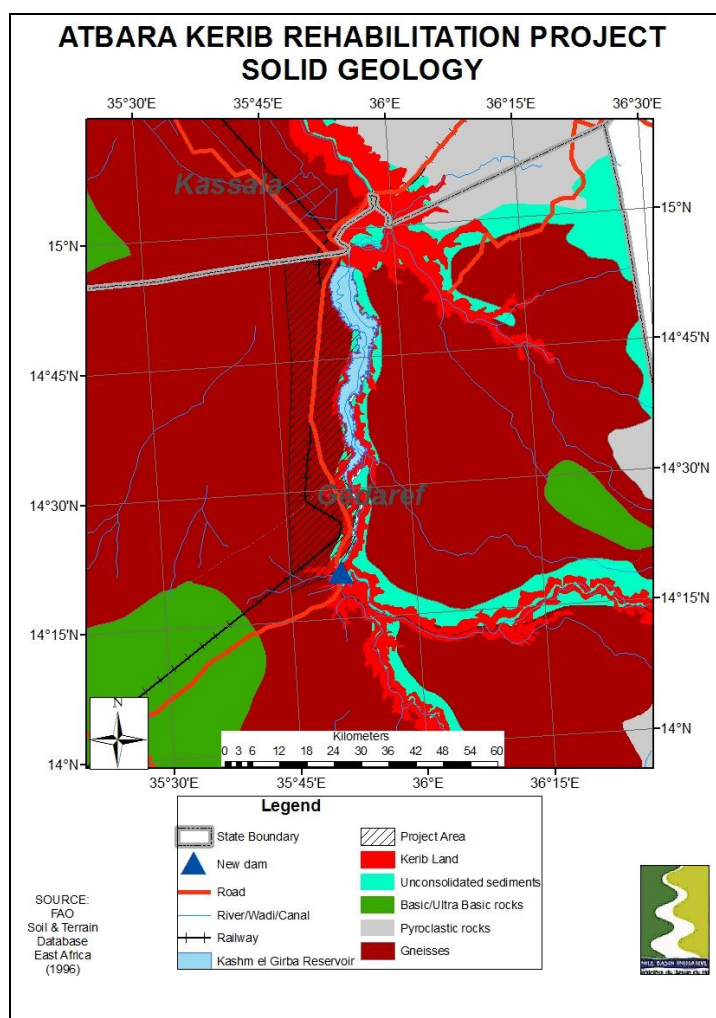 ATBARA KERIB REHABILITATION PROJECT
SOLID GEOLOGY
35°30'E 35°45'E 36°E 36°15'E 36°30'E
Kassala
15°N
15°N
14°45'N
14°45'N
14°30'N
Gedaref
14°30'N
14°15'N
14°15'N
14°N
14°N
N
Kilometers
0 3 6 12 18 24 30 36 42 48 54 60
35°30'E 35°45'E 36°E 36°15'E
Legend
State Boundary
New dam
Road
River/Wadi/Canal
Railway
Kashm el Girba Reservoir
Project Area
Kerib Land
Unconsolidated sediments
Basic/Ultra Basic rocks
Pyroclastic rocks
Gneisses
SOURCE:
FAO
Soil & Terrain
Database
East Africa
(1996)
NILE BASIN INITIATIVE